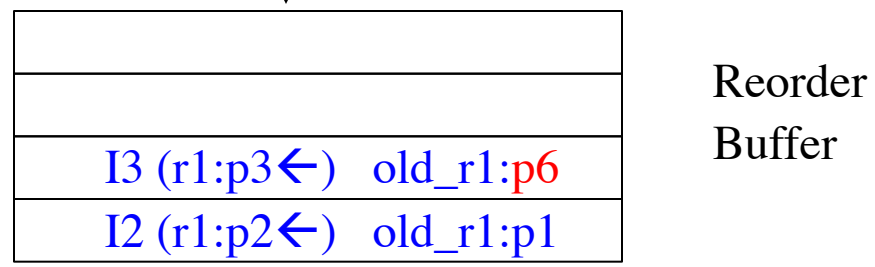 I3 (r1:p3←) old_r1:p6
I2 (r1:p2←) old_r1:p1
Reorder
Buffer